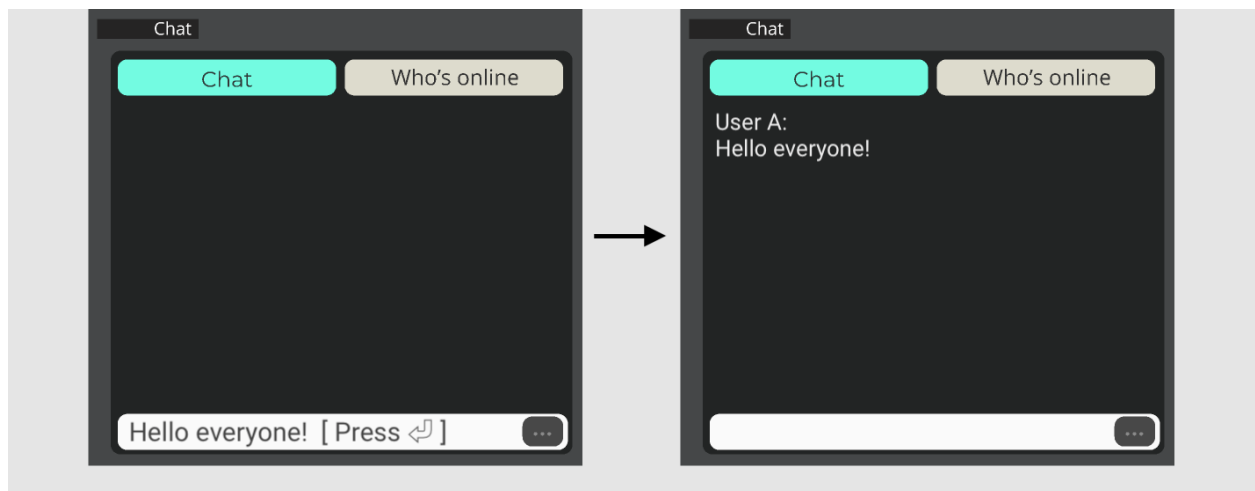 Chat
Chat
Who's online
Hello everyone! [ Press ⏎ ]
...
Chat
Chat
Who's online
User A:
Hello everyone!
...